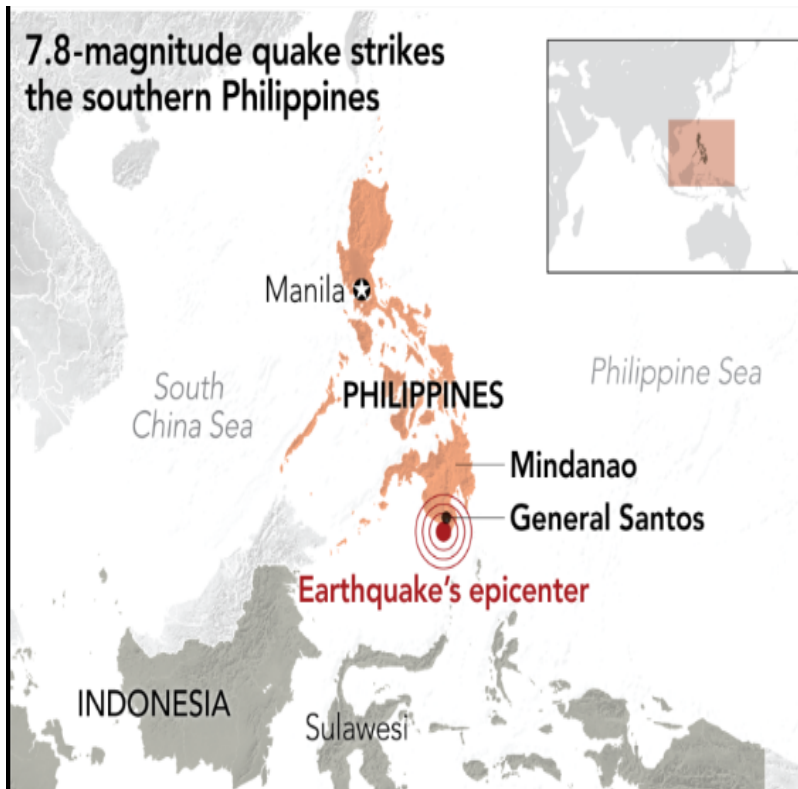 7.8-magnitude quake strikes
the southern Philippines
Manila
South
China Sea
PHILIPPINES
Philippine Sea
Mindanao
General Santos
Earthquake's epicenter
INDONESIA
Sulawesi